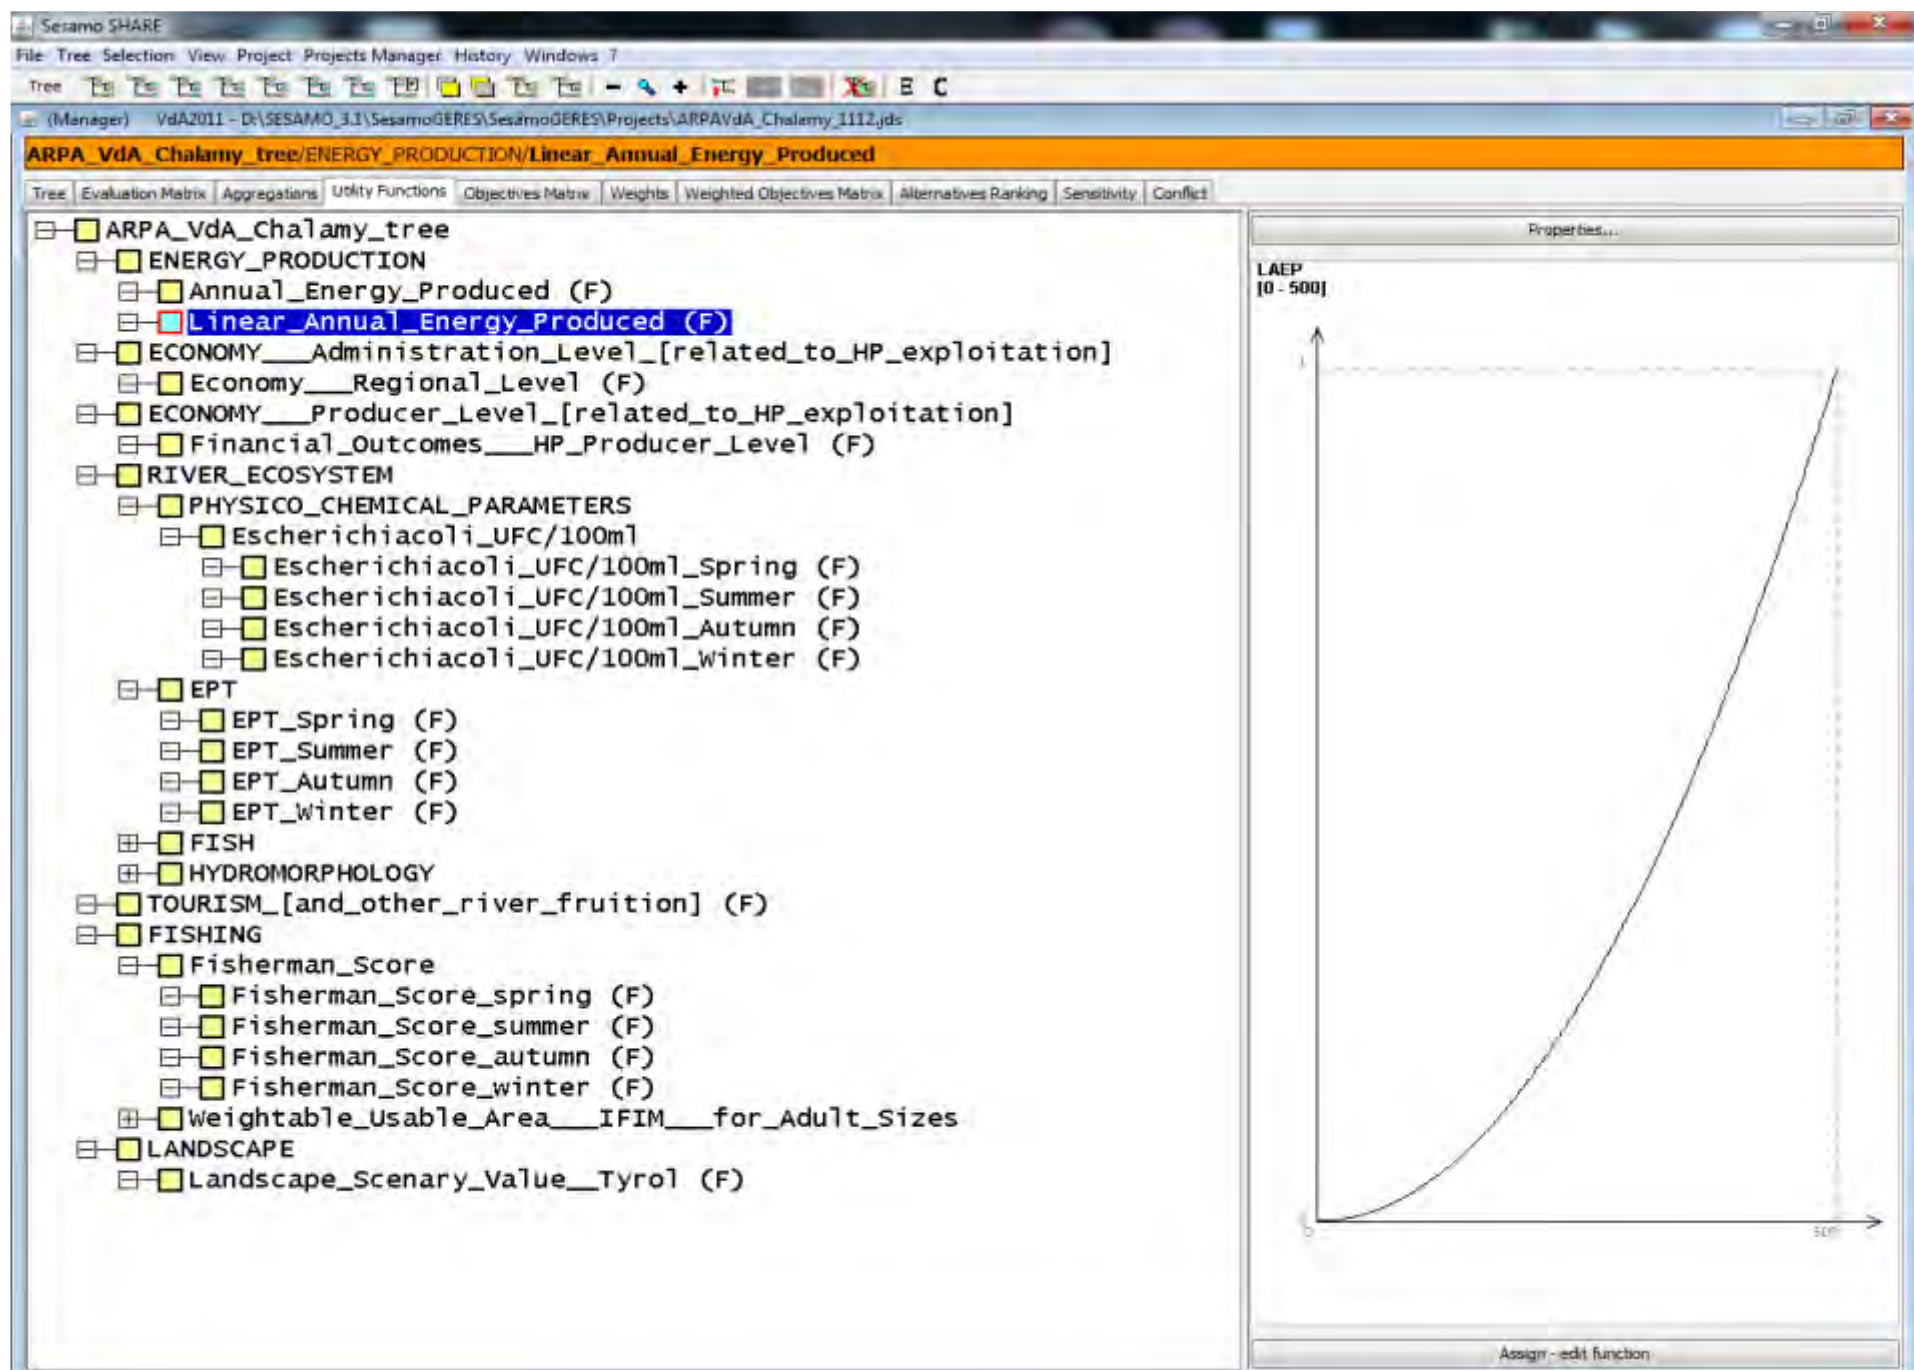 Sesamo SHARE
File Tree Selection View Project Projects Manager History Windows ?
Tree E C
(Manager) VdA2011 - D:\SESAMO_3.1\SesamoGERES\SesamoGERES\Projects\ARPAVdA_Chalamy_1112.jds
ARPA_VdA_Chalamy_tree/ENERGY_PRODUCTION/Linear_Annual_Energy_Produced
Tree Evaluation Matrix Aggregations Utility Functions Objectives Matrix Weights Weighted Objectives Matrix Alternatives Ranking Sensitivity Conflict
ARPA_VdA_Chalamy_tree
ENERGY_PRODUCTION
Annual_Energy_Produced (F)
Linear_Annual_Energy_Produced (F)
ECONOMY___Administration_Level_[related_to_HP_exploitation]
Economy___Regional_Level (F)
ECONOMY___Producer_Level_[related_to_HP_exploitation]
Financial_Outcomes___HP_Producer_Level (F)
RIVER_ECOSYSTEM
PHYSICO_CHEMICAL_PARAMETERS
Escherichiacoli_UFC/100ml
Escherichiacoli_UFC/100ml_Spring (F)
Escherichiacoli_UFC/100ml_Summer (F)
Escherichiacoli_UFC/100ml_Autumn (F)
Escherichiacoli_UFC/100ml_Winter (F)
EPT
EPT_Spring (F)
EPT_Summer (F)
EPT_Autumn (F)
EPT_Winter (F)
FISH
HYDROMORPHOLOGY
TOURISM_[and_other_river_fruition] (F)
FISHING
Fisherman_Score
Fisherman_Score_spring (F)
Fisherman_Score_summer (F)
Fisherman_Score_autumn (F)
Fisherman_Score_winter (F)
Weightable_Usable_Area___IFIM___for_Adult_Sizes
LANDSCAPE
Landscape_Scenary_Value__Tyrol (F)
Properties...
LAEP
[0 - 500]
1
0 500
Assign - edit function